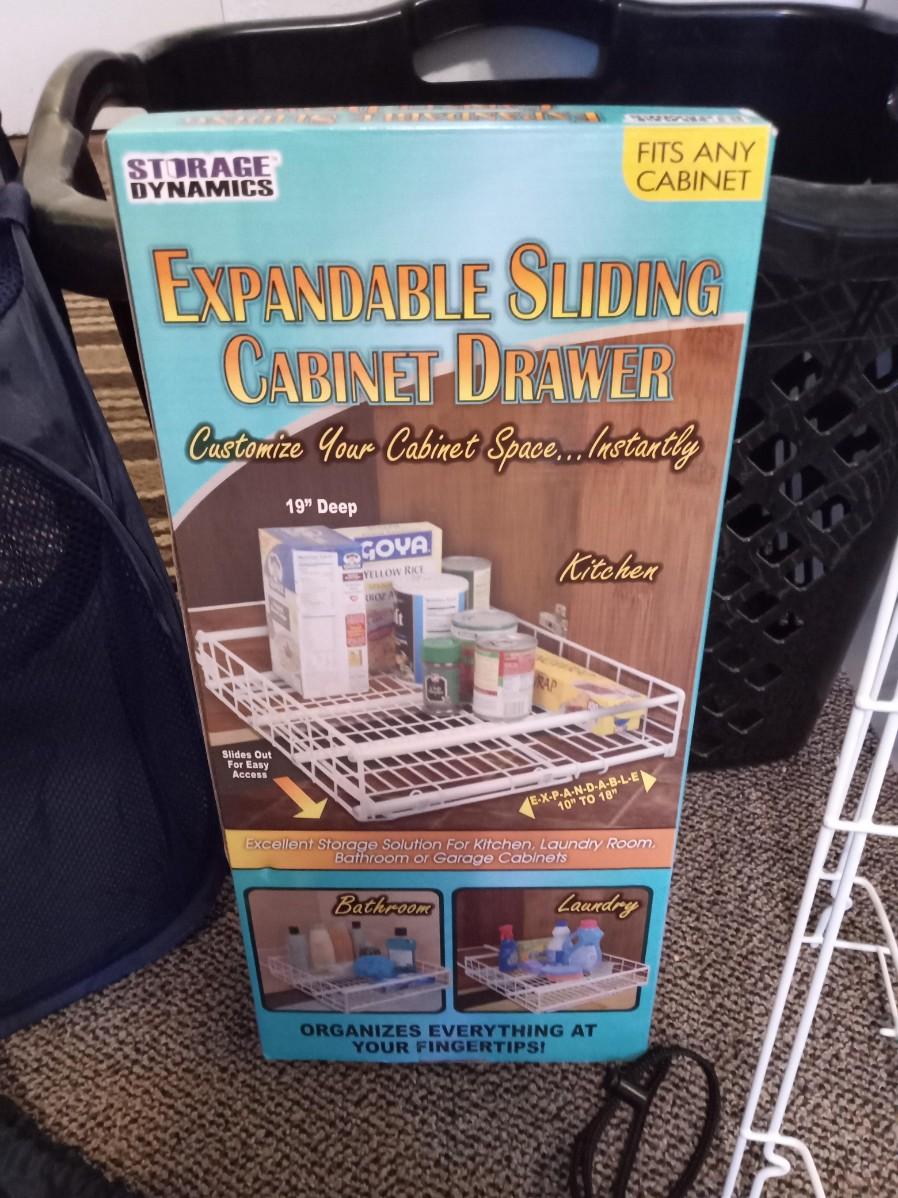 STORAGE
DYNAMICS
FITS ANY
CABINET
EXPANDABLE SLIDING
CABINET DRAWER
Customize Your Cabinet Space...Instantly
19" Deep
Kitchen
GOYA
YELLOW RICE
Slides Out
For Easy
Access
E-X-P-A-N-D-A-B-L-E
10" TO 18"
Excellent Storage Solution For Kitchen, Laundry Room,
Bathroom or Garage Cabinets
Bathroom
Laundry
ORGANIZES EVERYTHING AT
YOUR FINGERTIPS!